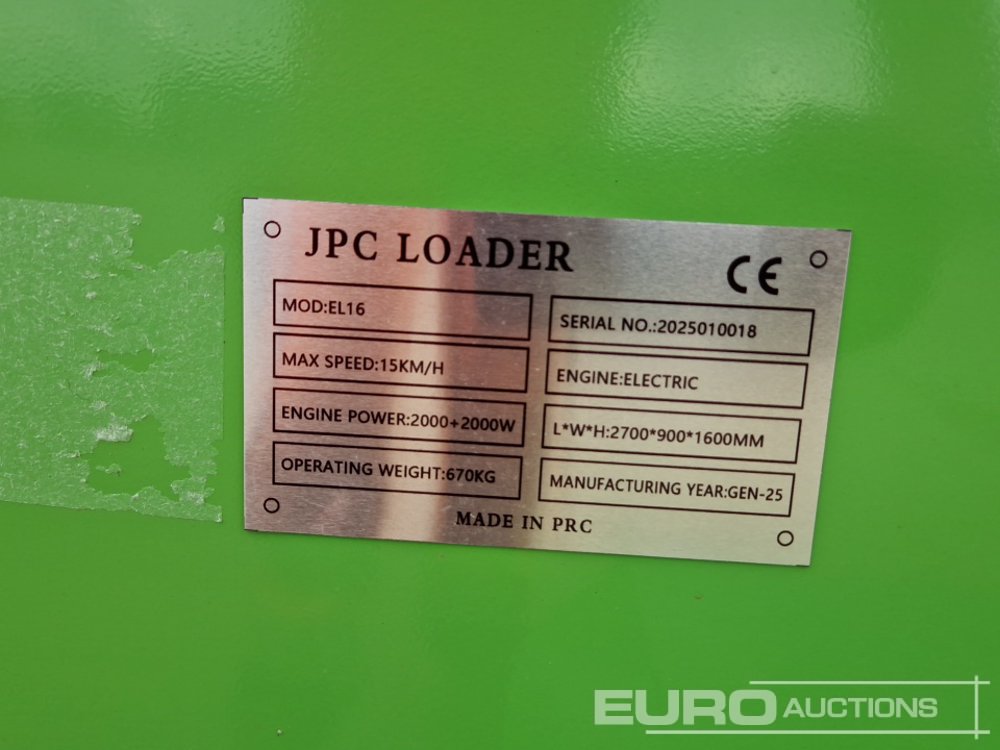 JPC LOADER
CE
MOD:EL16
SERIAL NO.:2025010018
MAX SPEED:15KM/H
ENGINE:ELECTRIC
ENGINE POWER:2000+2000W
L*W*H:2700*900*1600MM
OPERATING WEIGHT:670KG
MANUFACTURING YEAR:GEN-25
MADE IN PRC
EURO AUCTIONS